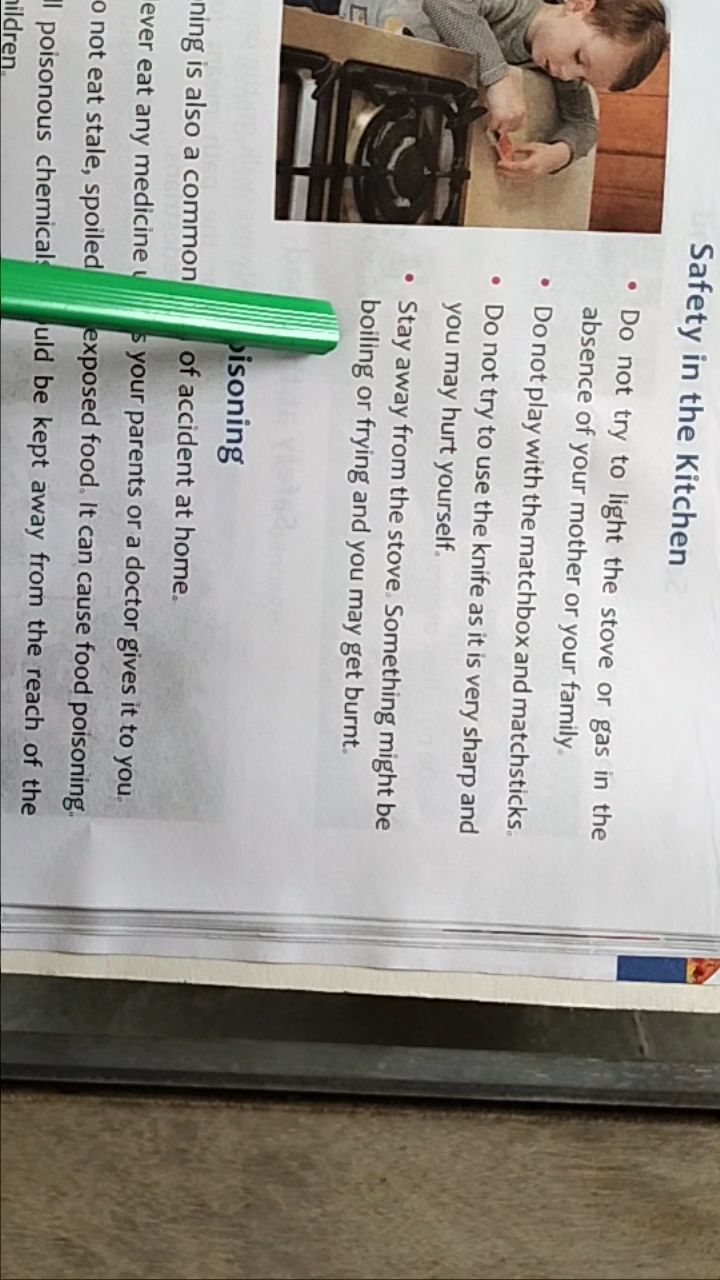 Safety in the Kitchen
• Do not try to light the stove or gas in the
absence of your mother or your family.
• Do not play with the matchbox and matchsticks.
• Do not try to use the knife as it is very sharp and
you may hurt yourself.
• Stay away from the stove. Something might be
boiling or frying and you may get burnt.
oisoning
ning is also a common of accident at home.
ever eat any medicine s your parents or a doctor gives it to you.
o not eat stale, spoiled exposed food. It can cause food poisoning.
ll poisonous chemicals uld be kept away from the reach of the
hildren.